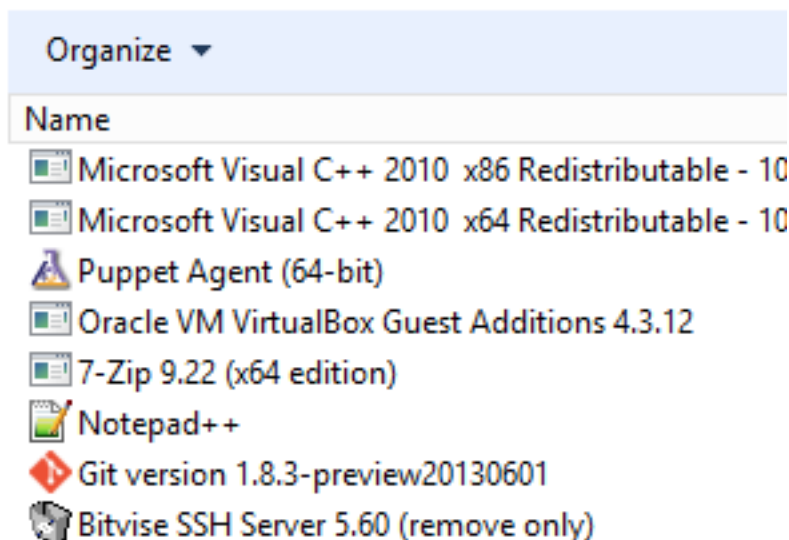 Organize
Name
Microsoft Visual C++ 2010 x86 Redistributable - 10
Microsoft Visual C++ 2010 x64 Redistributable - 10
Puppet Agent (64-bit)
Oracle VM VirtualBox Guest Additions 4.3.12
7-Zip 9.22 (x64 edition)
Notepad++
Git version 1.8.3-preview20130601
Bitvise SSH Server 5.60 (remove only)